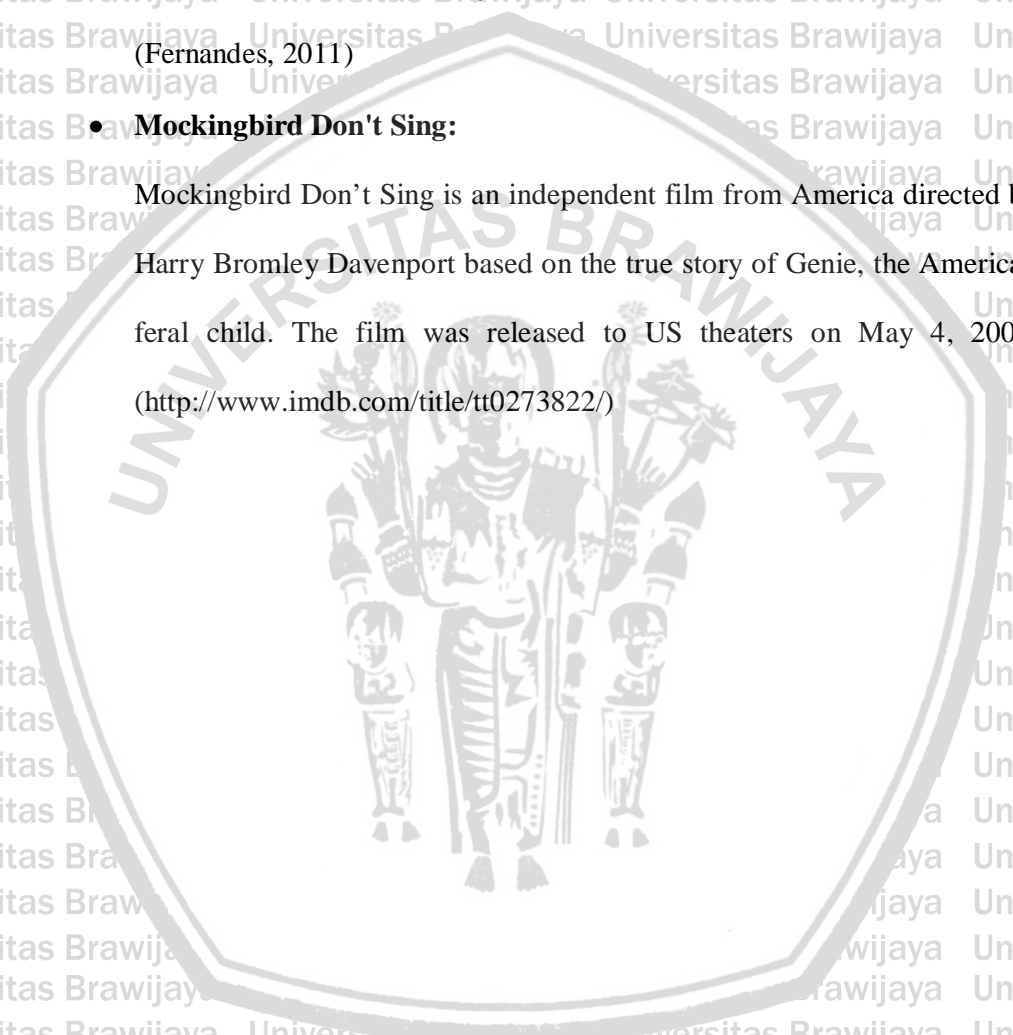 (Fernandes, 2011)
• Mockingbird Don't Sing:
Mockingbird Don’t Sing is an independent film from America directed
Harry Bromley Davenport based on the true story of Genie, the
feral child. The film was released to US theaters on May 4,
(http://www.imdb.com/title/tt0273822/)
UNIVERSITAS BRAWIJAYA